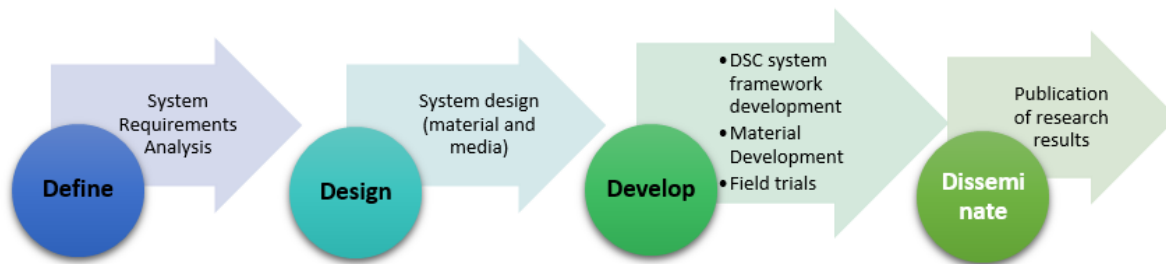 Define
System
Requirements
Analysis
Design
System design
(material and
media)
Develop
•DSC system
framework
development
•Material
Development
•Field trials
Dissemi
nate
Publication
of research
results